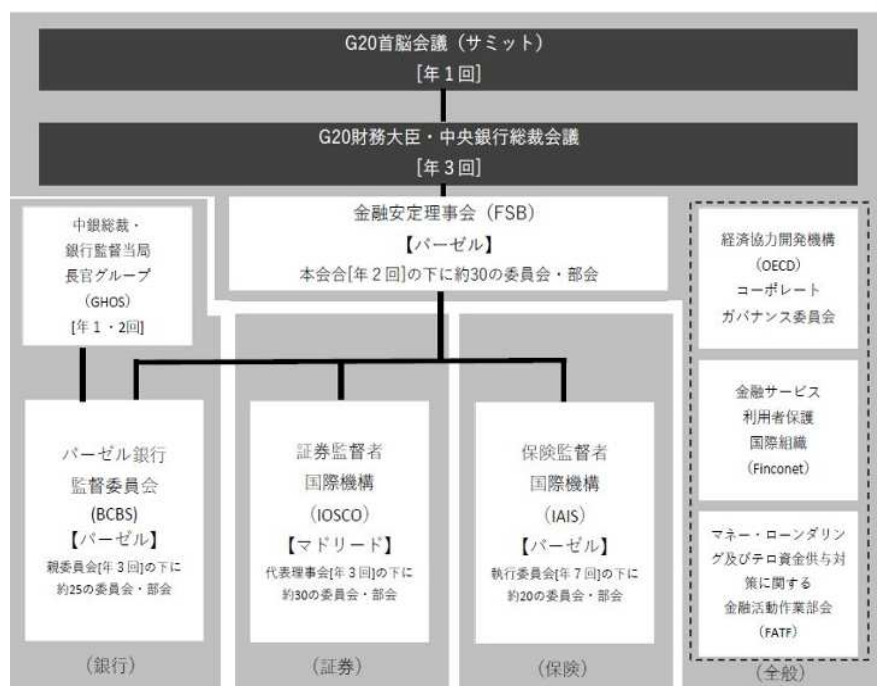 G20首脳会議（サミット）
[年１回]
G20財務大臣・中央銀行総裁会議
[年３回]
中銀総裁・
銀行監督当局
長官グループ
(GHOS)
[年１・2回]
金融安定理事会（FSB）
【バーゼル】
本会合[年２回]の下に約30の委員会・部会
経済協力開発機構
(OECD)
コーポレート
ガバナンス委員会
金融サービス
利用者保護
国際組織
(Finconet)
マネー・ローンダリン
グ及びテロ資金供与対
策に関する
金融活動作業部会
(FATF)
（全般）
バーゼル銀行
監督委員会
(BCBS)
【バーゼル】
親委員会[年３回]の下に
約25の委員会・部会
（銀行）
証券監督者
国際機構
（IOSCO）
【マドリード】
代表理事会[年３回]の下に
約30の委員会・部会
（証券）
保険監督者
国際機構
（IAIS）
【バーゼル】
執行委員会[年７回]の下に
約20の委員会・部会
（保険）